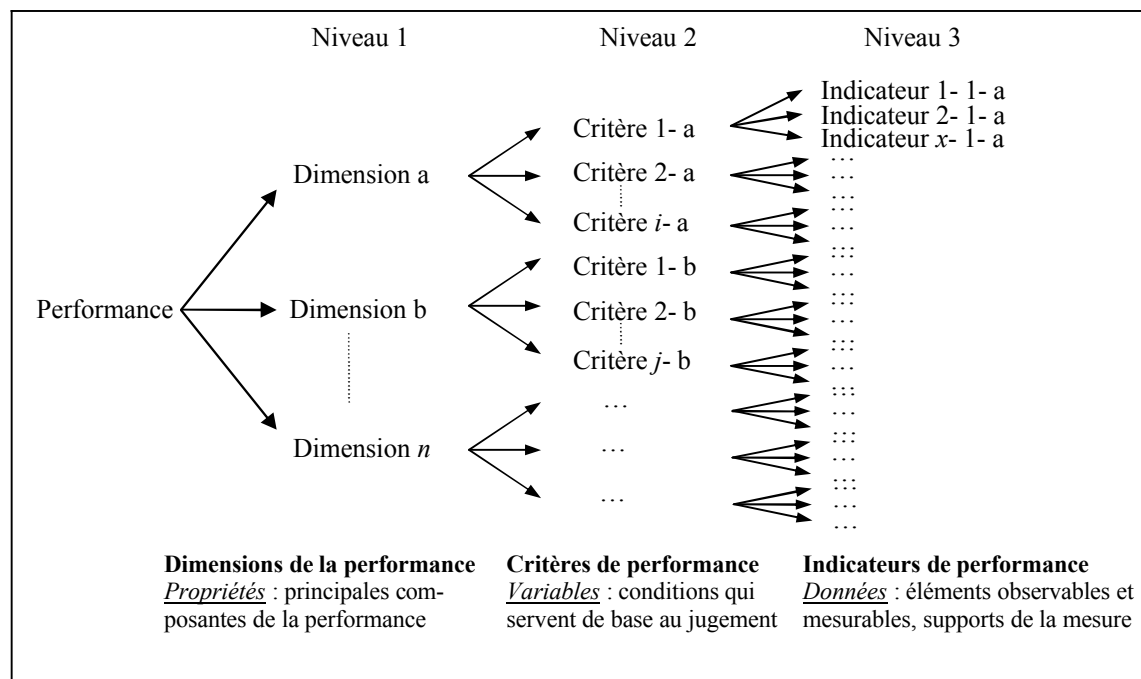 Niveau 1 Niveau 2 Niveau 3
Indicateur 1- 1- a
Indicateur 2- 1- a
Indicateur x- 1- a
Critère 1- a
Critère 2- a
Critère i- a
Dimension a
Critère 1- b
Critère 2- b
Critère j- b
Performance
Dimension b
Dimension n
…
…
…
Dimensions de la performance
Propriétés : principales com-
posantes de la performance
Critères de performance
Variables : conditions qui
servent de base au jugement
Indicateurs de performance
Données : éléments observables et
mesurables, supports de la mesure